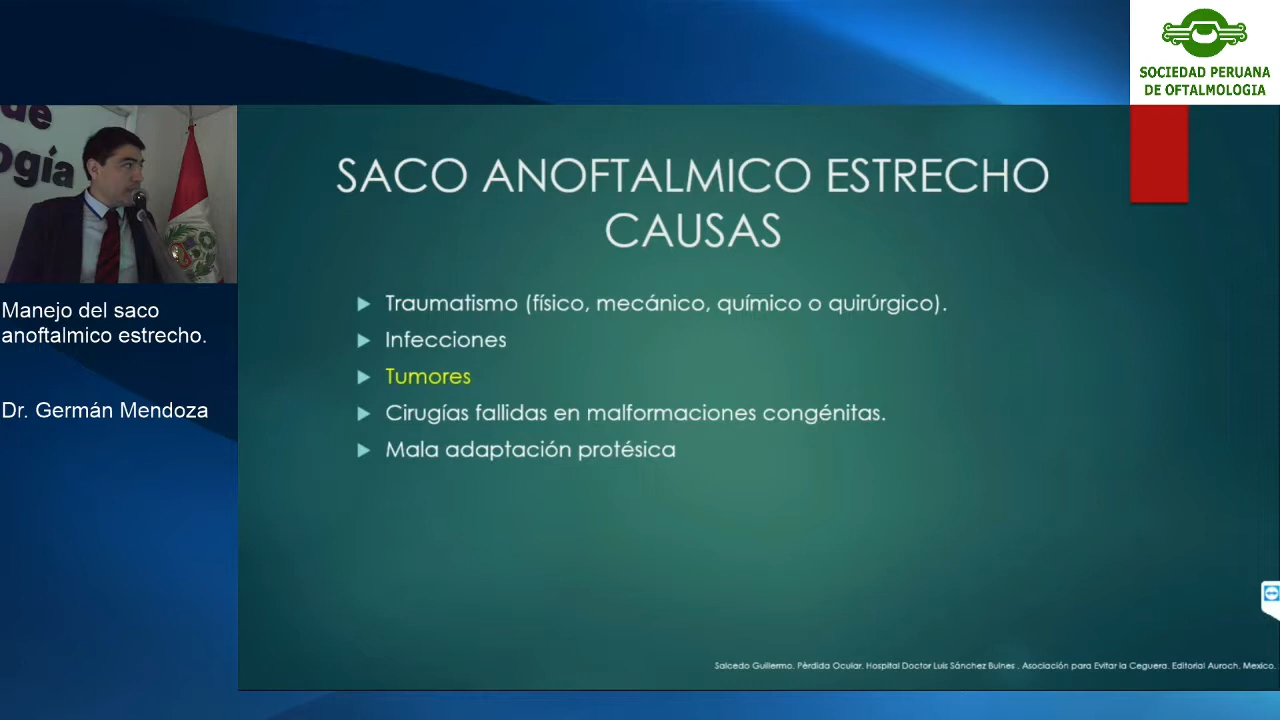 SOCIEDAD PERUANA
DE OFTALMOLOGIA
de
ogía
SACO ANOFTALMICO ESTRECHO
CAUSAS
Traumatismo (físico, mecánico, químico o quirúrgico).
Infecciones
Tumores
Cirugías fallidas en malformaciones congénitas.
Mala adaptación protésica
Manejo del saco
anoftalmico estrecho.
Dr. Germán Mendoza
Salcedo Guillermo. Pérdida Ocular. Hospital Doctor Luis Sánchez Bulnes . Asociación para Evitar la Ceguera. Editorial Auroch. Mexico.